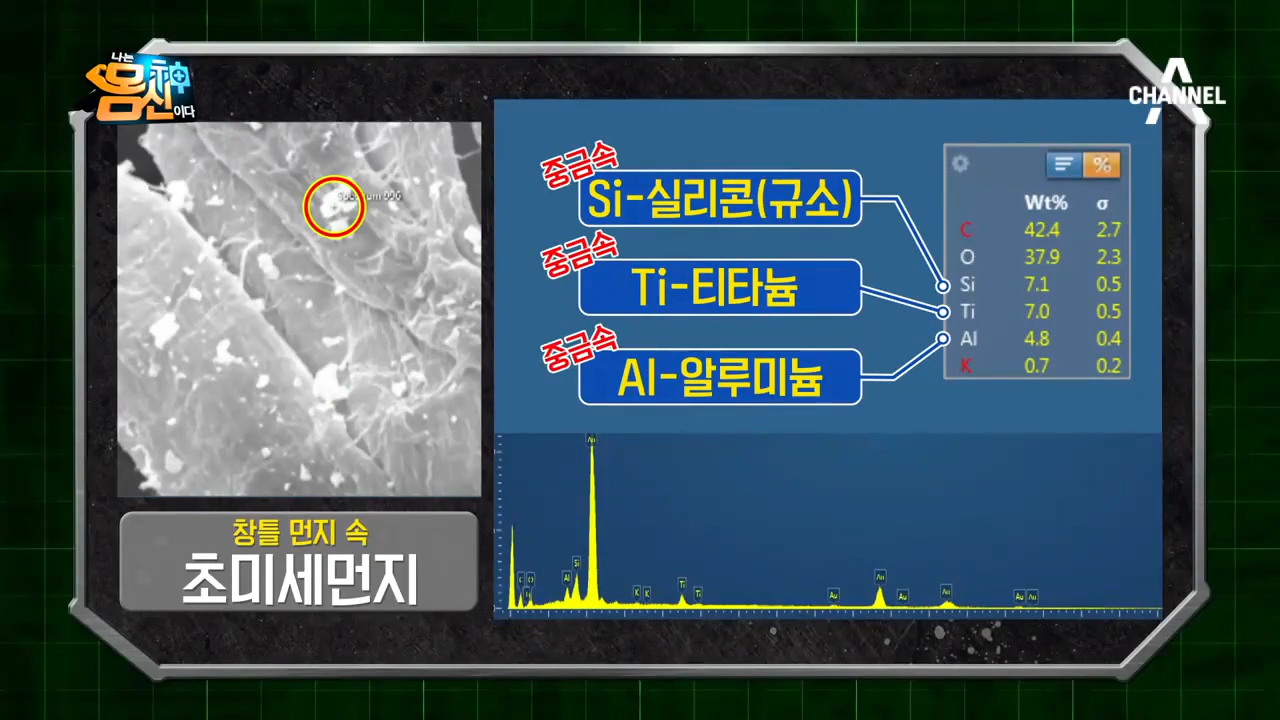 나는
몸神신이다
CHANNEL A
중금속
Si-실리콘(규소)
중금속
Ti-티타늄
중금속
Al-알루미늄
%
Wt% σ
C 42.4 2.7
O 37.9 2.3
Si 7.1 0.5
Ti 7.0 0.5
Al 4.8 0.4
K 0.7 0.2
창틀 먼지 속
초미세먼지
Au
Si
Al
K K
Ti
Ti
Au
Au
Au
Au
Au Au